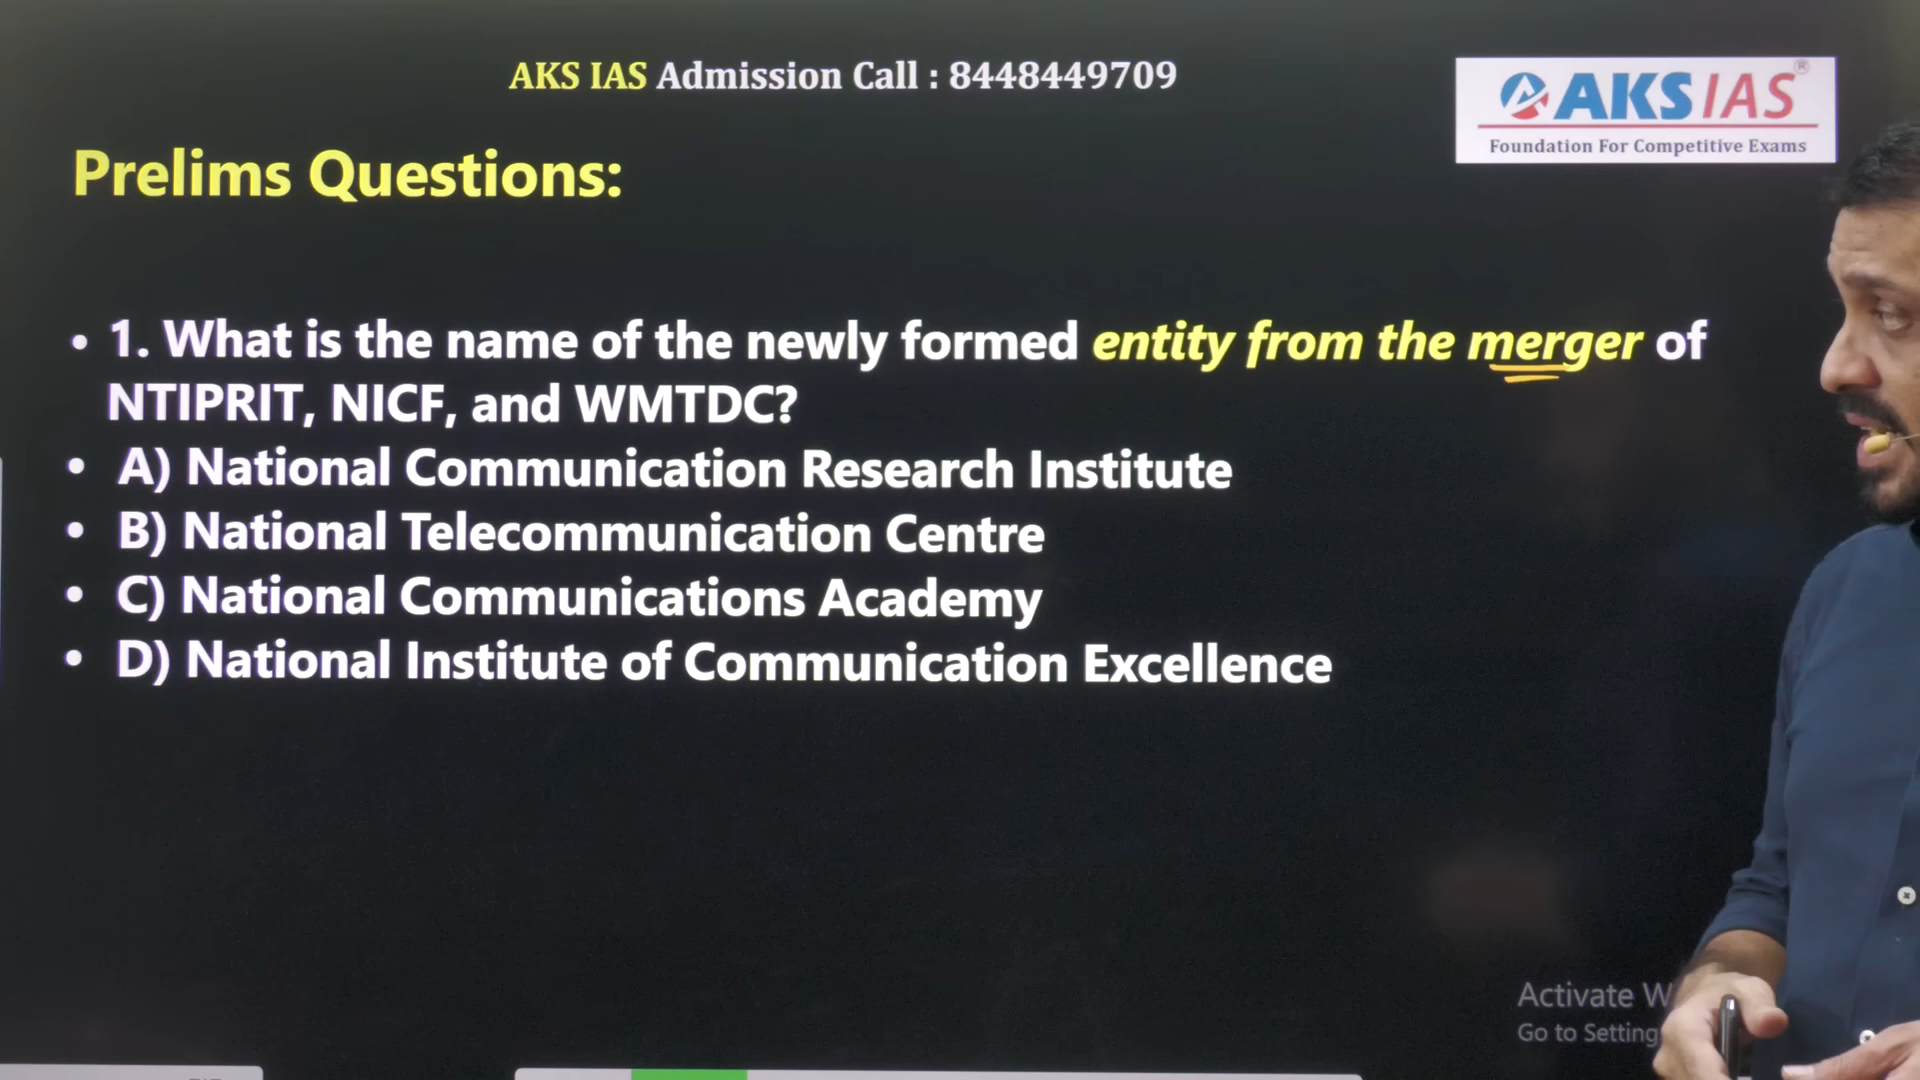 AKS IAS Admission Call : 8448449709
AKS IAS®
Foundation For Competitive Exams
Prelims Questions:
• 1. What is the name of the newly formed entity from the merger of
NTIPRIT, NICF, and WMTDC?
• A) National Communication Research Institute
• B) National Telecommunication Centre
• C) National Communications Academy
• D) National Institute of Communication Excellence
Activate W
Go to Setting